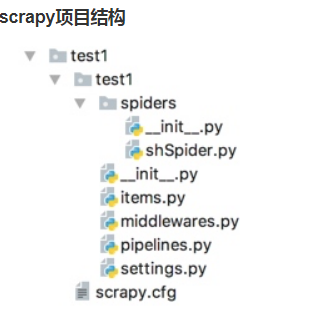 scrapy项目结构
test1
test1
spiders
__init__.py
shSpider.py
__init__.py
items.py
middlewares.py
pipelines.py
settings.py
scrapy.cfg